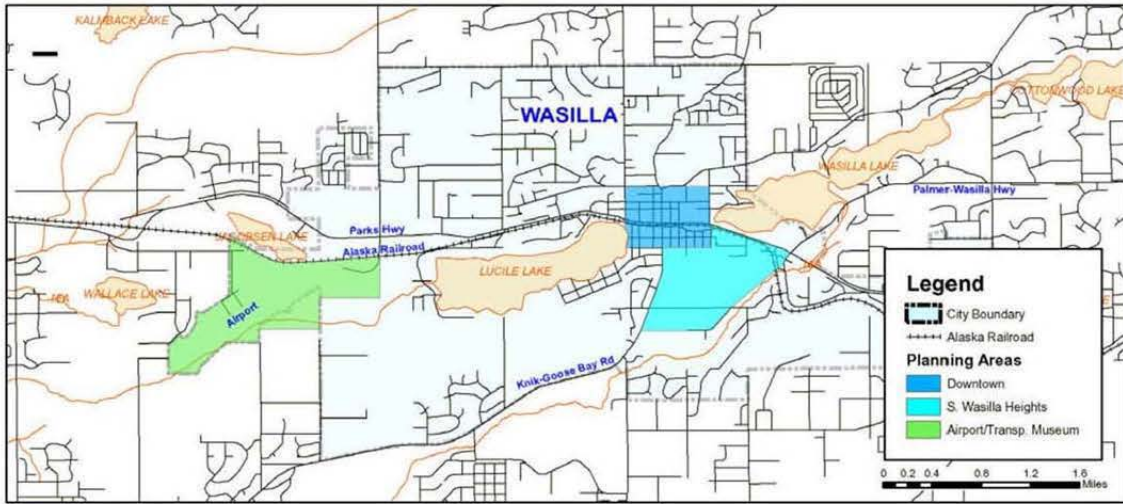 KALMBACK LAKE
COTTONWOOD LAKE
WASILLA
WASILLA LAKE
Palmer-Wasilla Hwy
Parks Hwy
Alaska Railroad
LUCILE LAKE
WALLACE LAKE
Airport
Knik-Goose Bay Rd
Legend
City Boundary
Alaska Railroad
Planning Areas
Downtown
S. Wasilla Heights
Airport/Transp. Museum
0 0.2 0.4 0.8 1.2 1.6
Miles